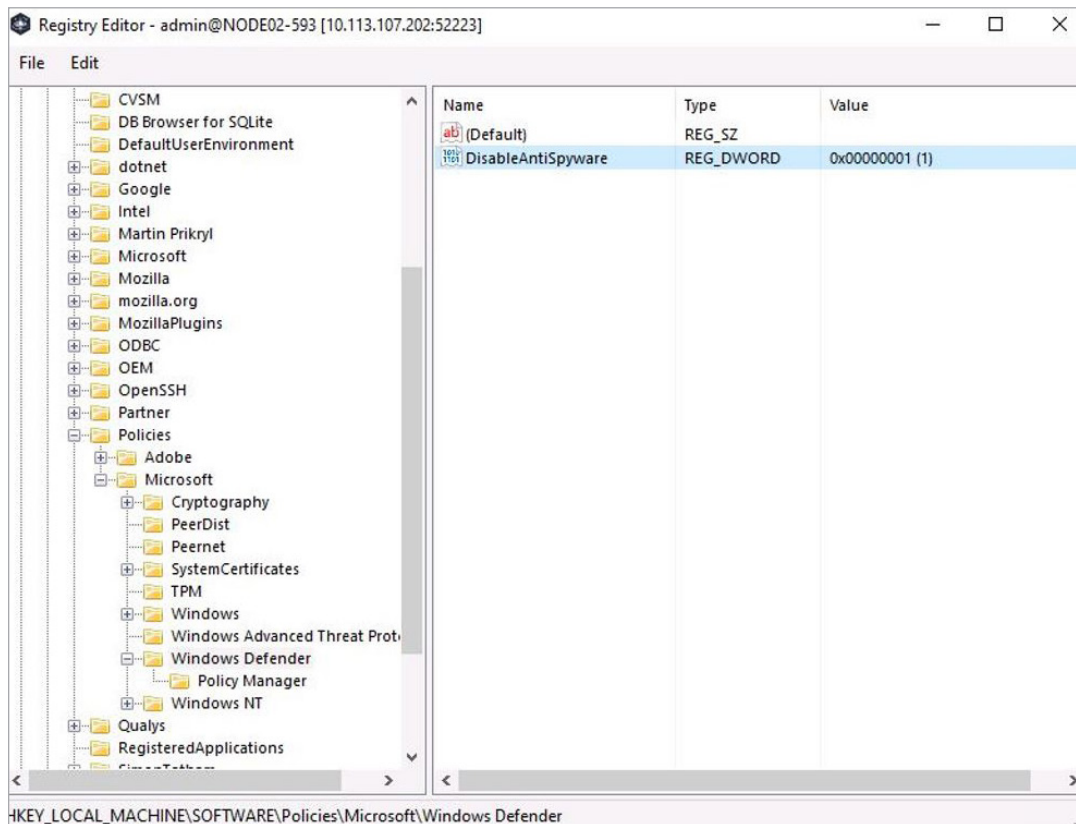 Registry Editor - admin@NODE02-593 [10.113.107.202:52223]
File Edit
CVSM
DB Browser for SQLite
DefaultUserEnvironment
dotnet
Google
Intel
Martin Prikryl
Microsoft
Mozilla
mozilla.org
MozillaPlugins
ODBC
OEM
OpenSSH
Partner
Policies
Adobe
Microsoft
Cryptography
PeerDist
Peernet
SystemCertificates
TPM
Windows
Windows Advanced Threat Prot
Windows Defender
Policy Manager
Windows NT
Qualys
RegisteredApplications
Name Type Value
ab (Default) REG_SZ
DisableAntiSpyware REG_DWORD 0x00000001 (1)
HKEY_LOCAL_MACHINE\SOFTWARE\Policies\Microsoft\Windows Defender